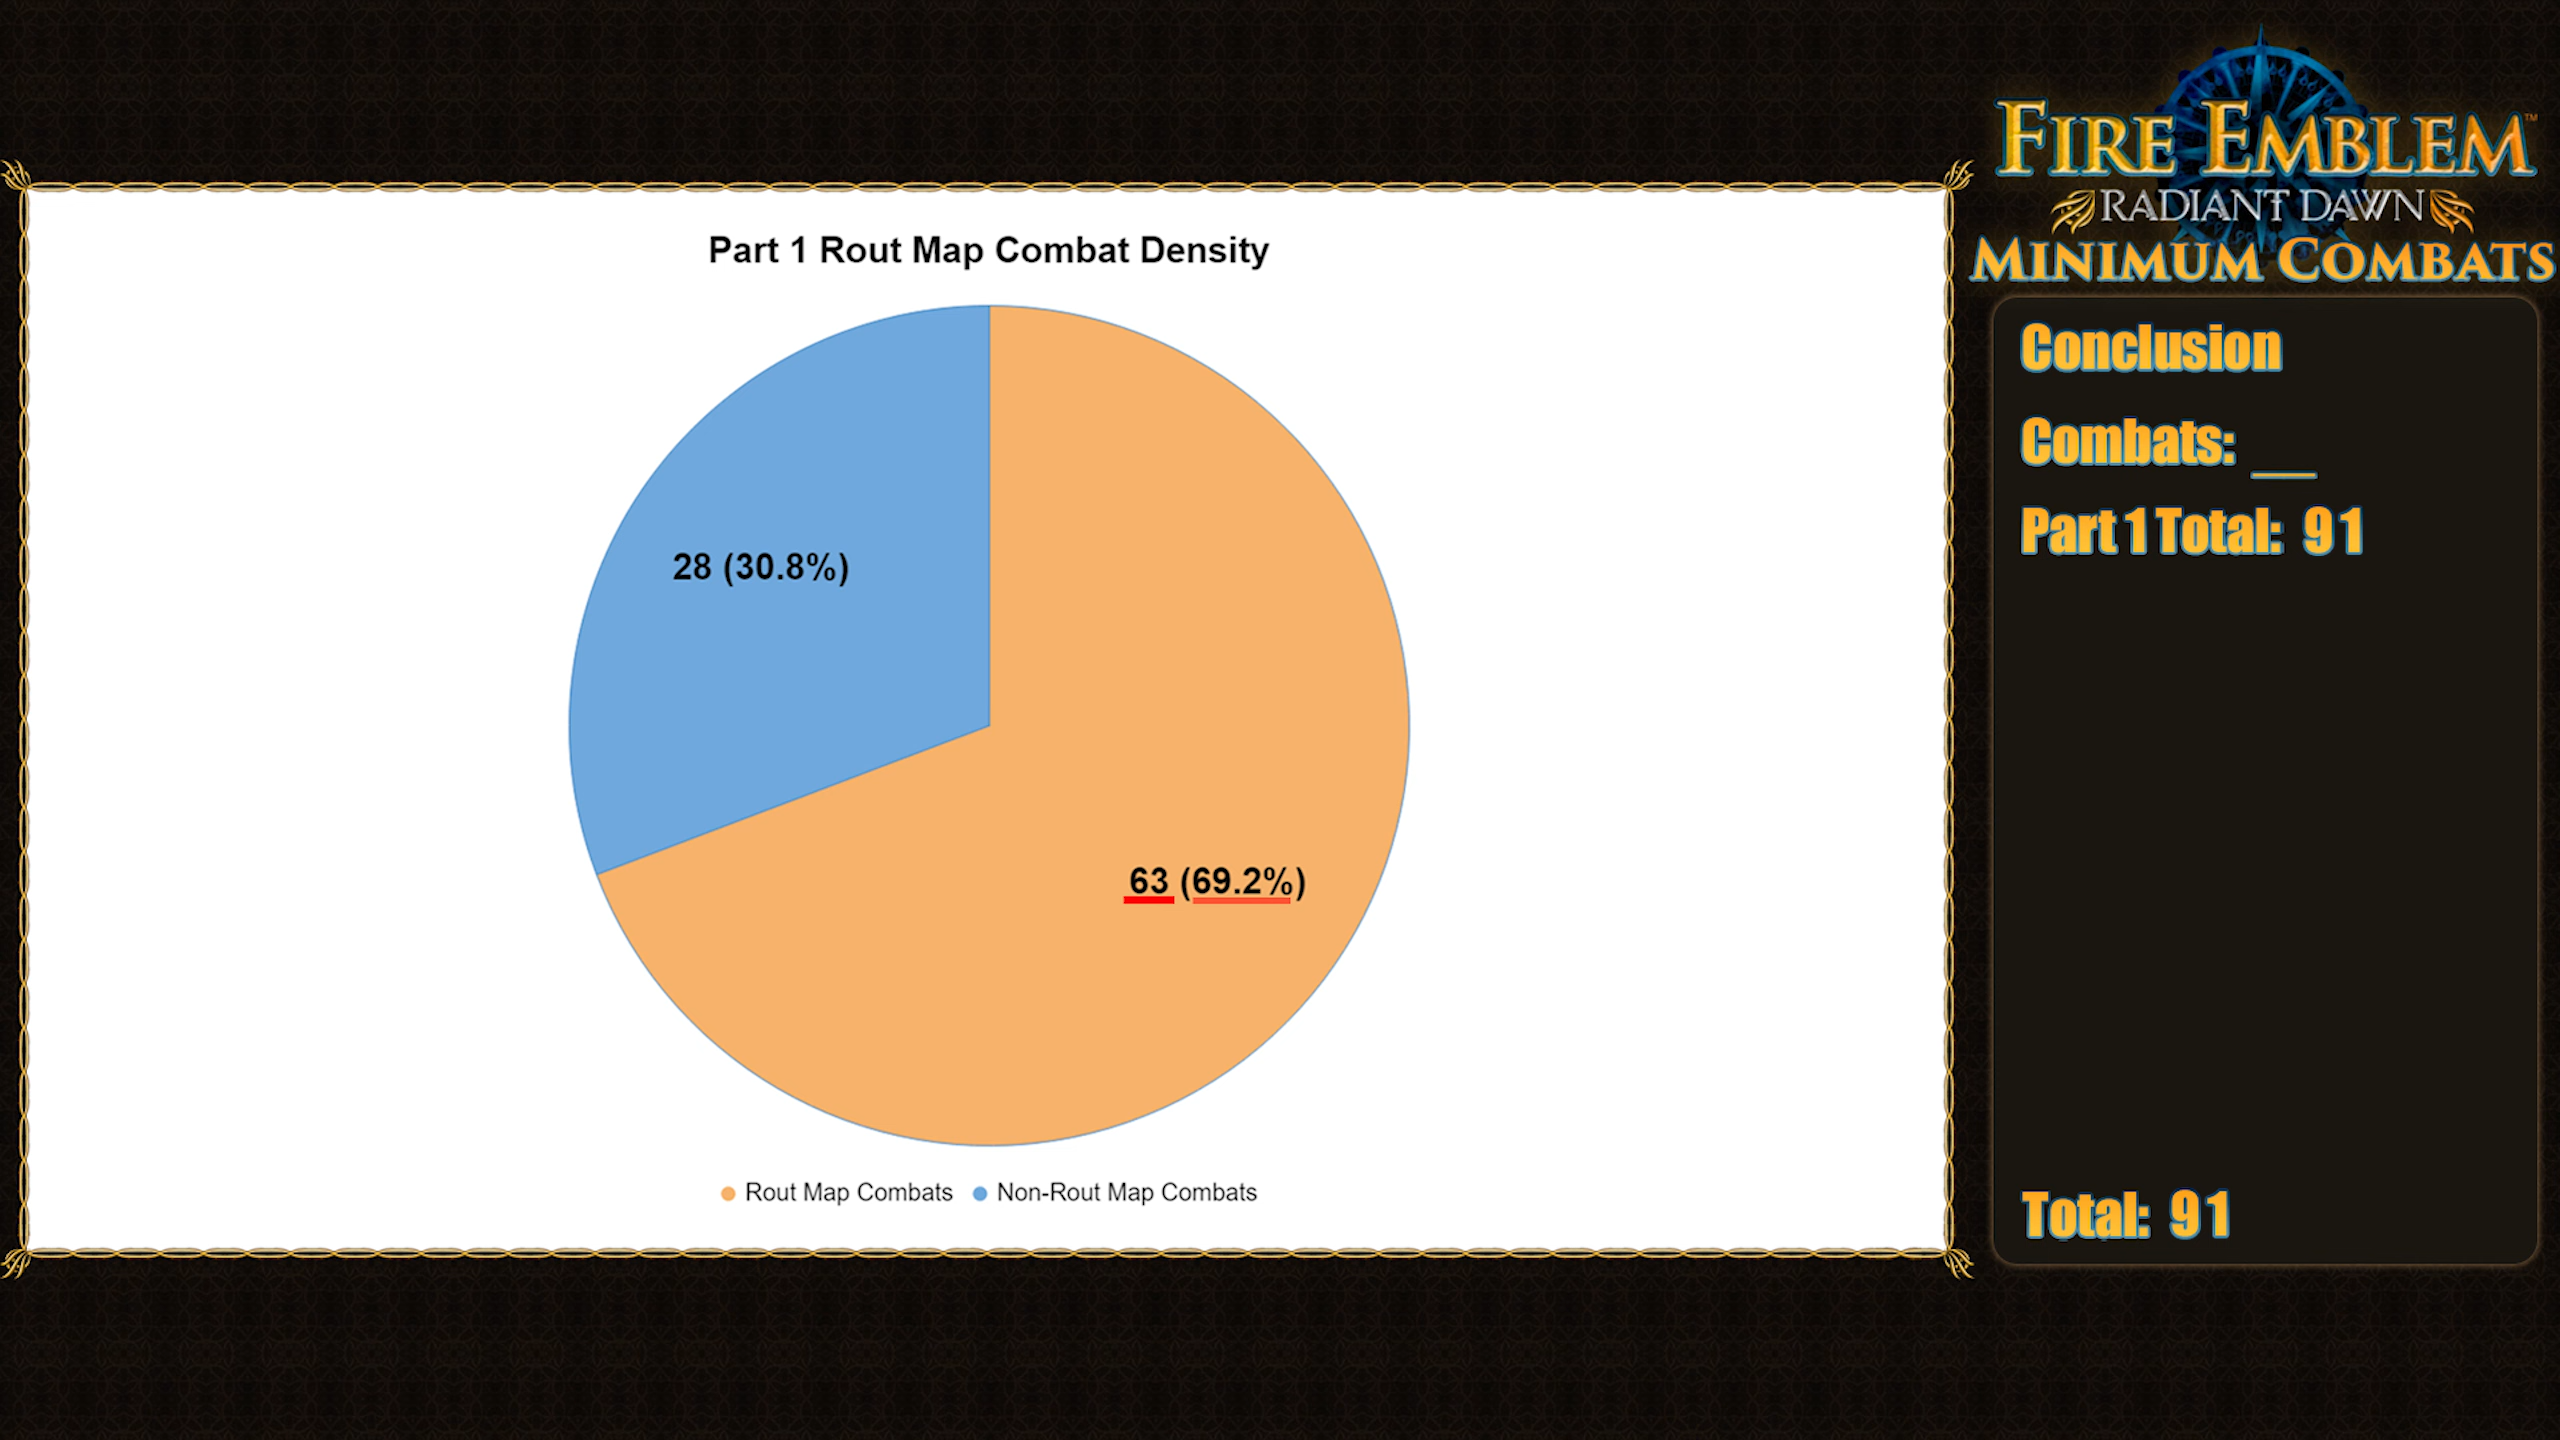 Part 1 Rout Map Combat Density
28 (30.8%)
63 (69.2%)
Rout Map Combats
Non-Rout Map Combats
FIRE EMBLEM™
RADIANT DAWN
MINIMUM COMBATS
Conclusion
Combats: __
Part 1 Total: 91
Total: 91